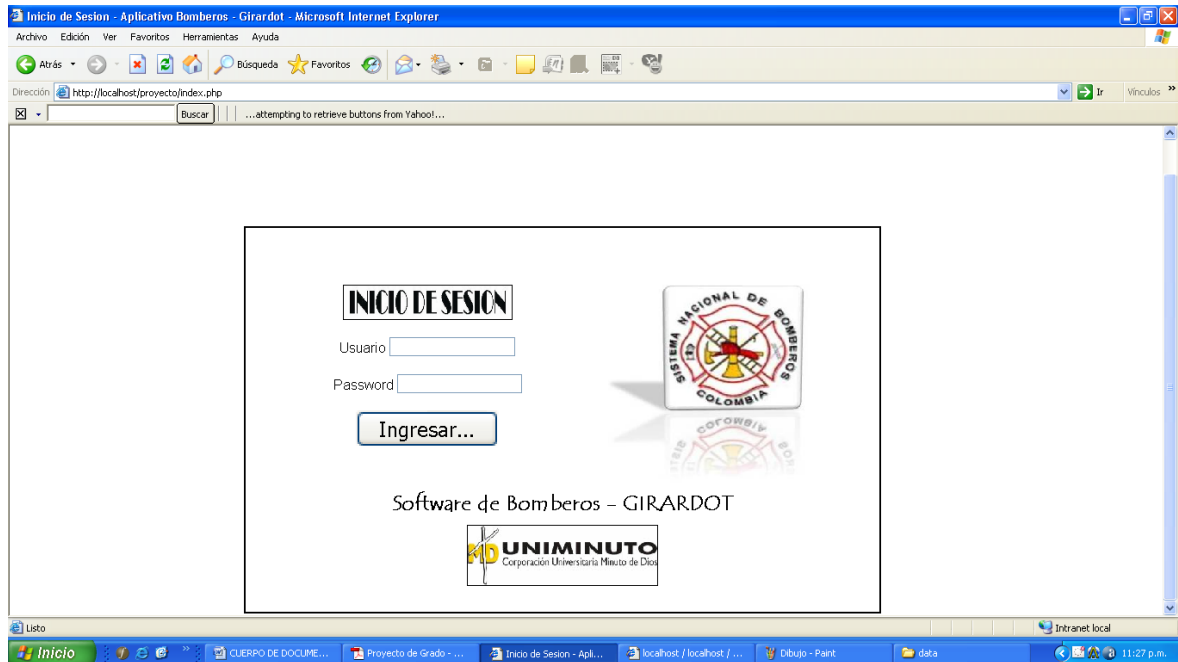 Inicio de Sesion - Aplicativo Bomberos - Girardot - Microsoft Internet Explorer
Archivo Edición Ver Favoritos Herramientas Ayuda
Atrás Búsqueda Favoritos
Dirección http://localhost/proyecto/index.php Ir Vínculos »
Buscar ...attempting to retrieve buttons from Yahoo!...
INICIO DE SESION
Usuario
Password
Ingresar...
SISTEMA NACIONAL DE BOMBEROS
COLOMBIA
Software de Bomberos - GIRARDOT
MD UNIMINUTO
Corporación Universitaria Minuto de Dios
Listo Intranet local
Inicio » CUERPO DE DOCUME... Proyecto de Grado - ... Inicio de Sesion - Apli... localhost / localhost / ... Dibujo - Paint data 11:27 p.m.